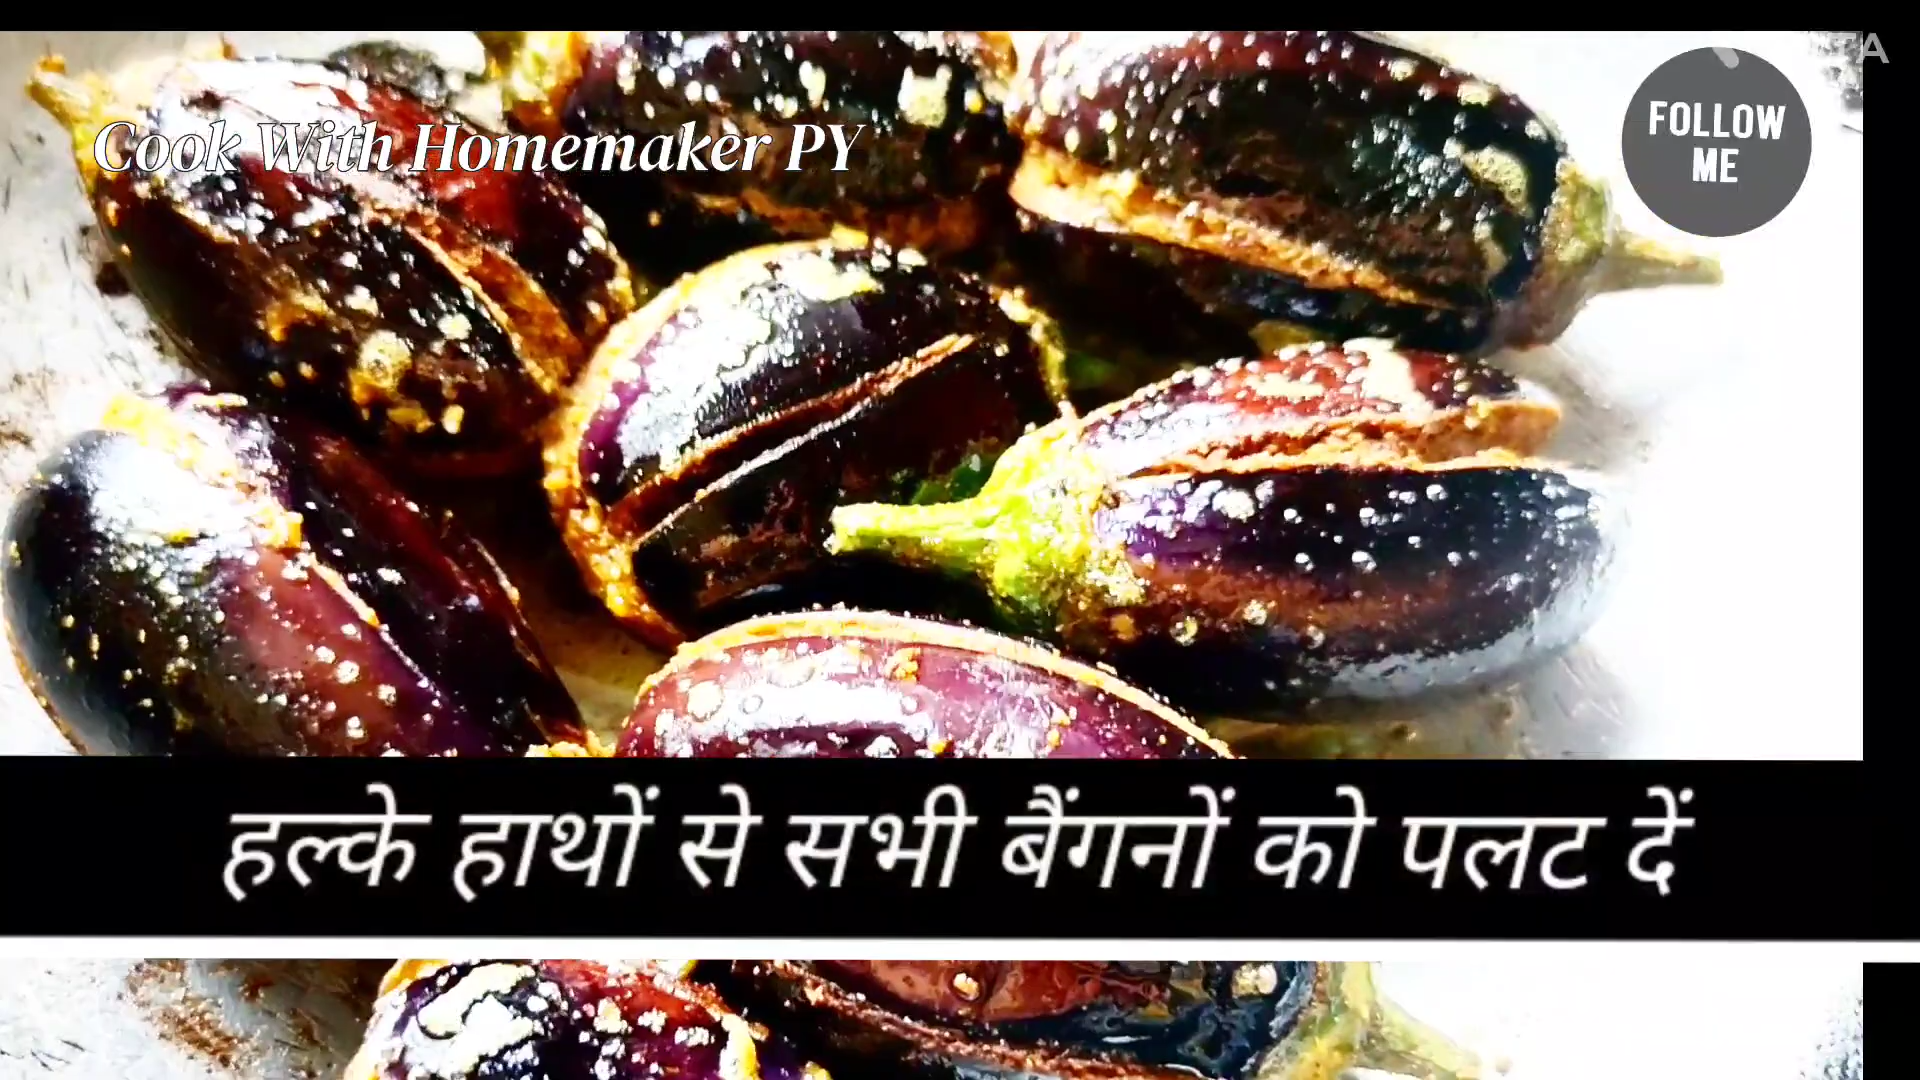 Cook With Homemaker PY
FOLLOW
ME
हल्के हाथों से सभी बैंगनों को पलट दें